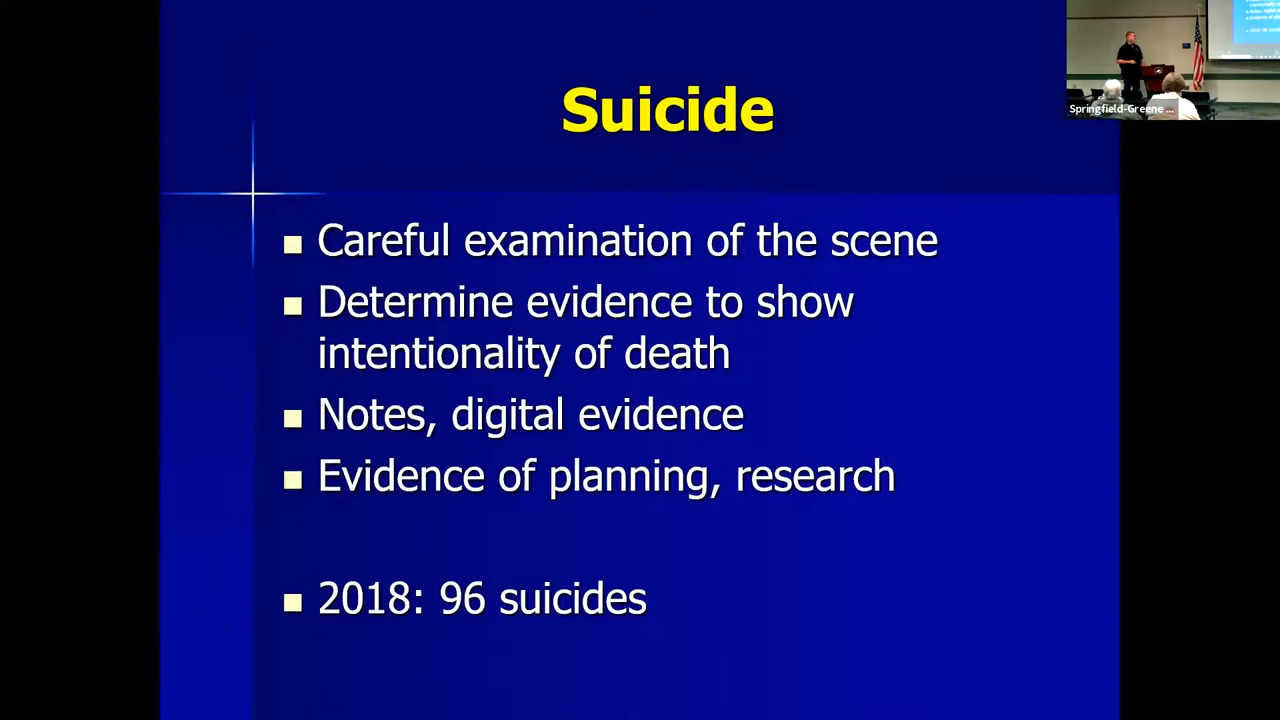 Suicide
Careful examination of the scene
Determine evidence to show
intentionality of death
Notes, digital evidence
Evidence of planning, research
2018: 96 suicides
Springfield-Greene ...